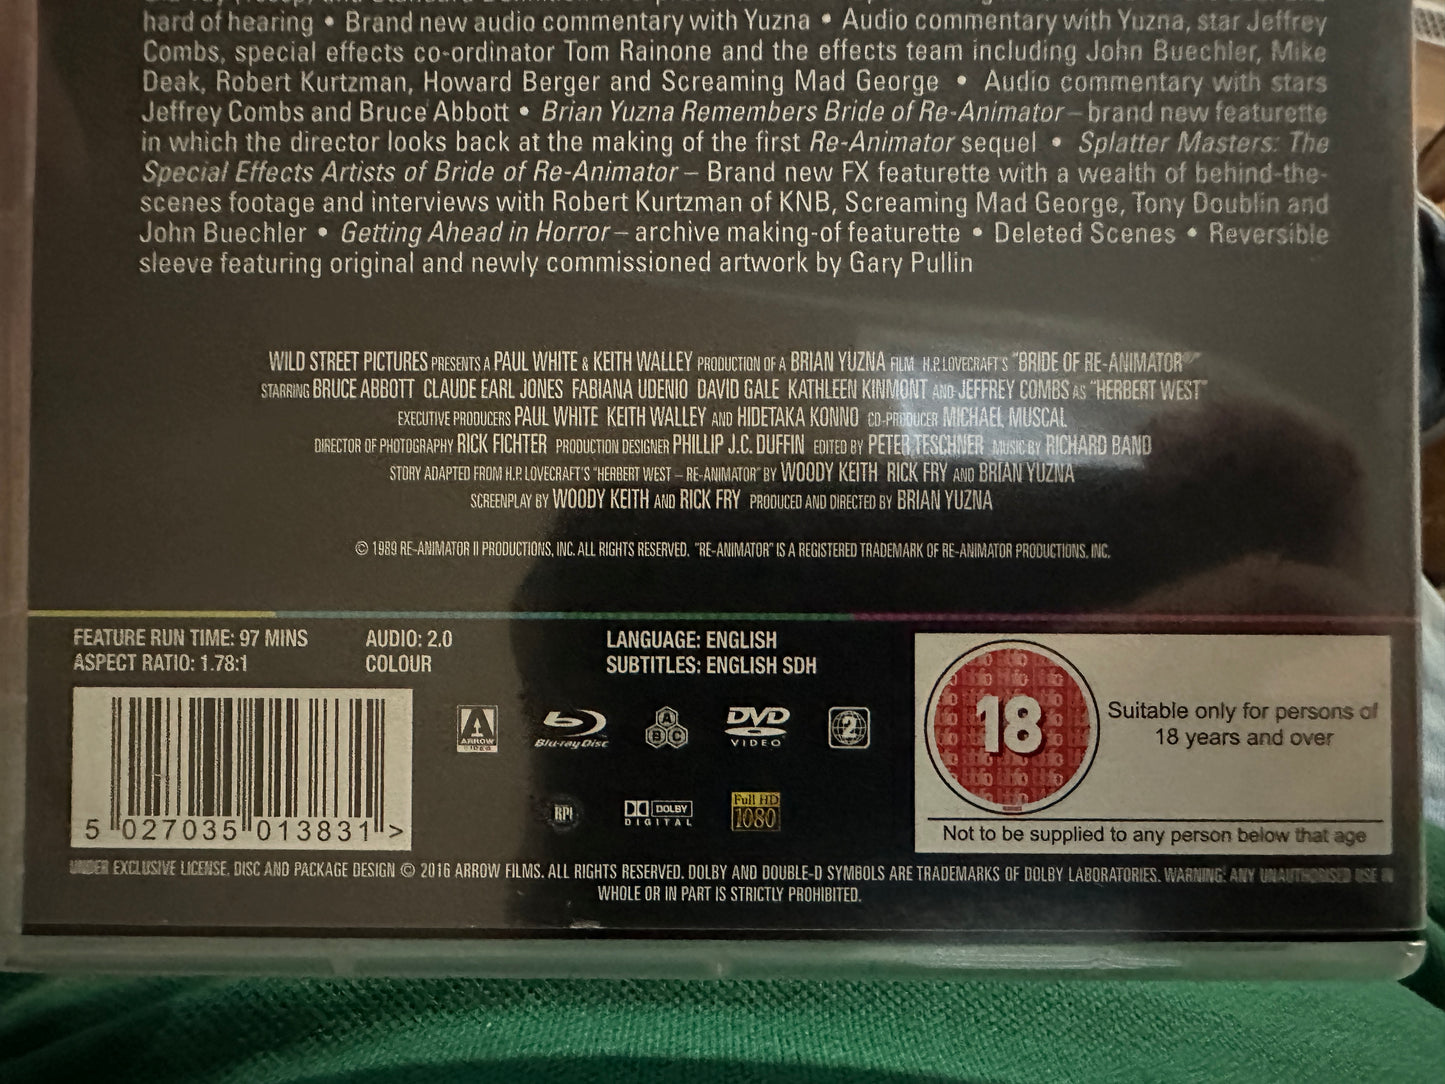 hard of hearing • Brand new audio commentary with Yuzna • Audio commentary with Yuzna, star Jeffrey
Combs, special effects co-ordinator Tom Rainone and the effects team including John Buechler, Mike
Deak, Robert Kurtzman, Howard Berger and Screaming Mad George • Audio commentary with stars
Jeffrey Combs and Bruce Abbott • Brian Yuzna Remembers Bride of Re-Animator – brand new featurette
in which the director looks back at the making of the first Re-Animator sequel • Splatter Masters: The
Special Effects Artists of Bride of Re-Animator – Brand new FX featurette with a wealth of behind-the-
scenes footage and interviews with Robert Kurtzman of KNB, Screaming Mad George, Tony Doublin and
John Buechler • Getting Ahead in Horror – archive making-of featurette • Deleted Scenes • Reversible
sleeve featuring original and newly commissioned artwork by Gary Pullin
WILD STREET PICTURES PRESENTS A PAUL WHITE & KEITH WALLEY PRODUCTION OF A BRIAN YUZNA FILM H.P. LOVECRAFT'S "BRIDE OF RE-ANIMATOR"
STARRING BRUCE ABBOTT CLAUDE EARL JONES FABIANA UDENIO DAVID GALE KATHLEEN KINMONT AND JEFFREY COMBS AS "HERBERT WEST"
EXECUTIVE PRODUCERS PAUL WHITE KEITH WALLEY AND HIDETAKA KONNO CO-PRODUCER MICHAEL MUSCAL
DIRECTOR OF PHOTOGRAPHY RICK FICHTER PRODUCTION DESIGNER PHILLIP J.C. DUFFIN EDITED BY PETER TESCHNER MUSIC BY RICHARD BAND
STORY ADAPTED FROM H.P. LOVECRAFT'S "HERBERT WEST – RE-ANIMATOR" BY WOODY KEITH RICK FRY AND BRIAN YUZNA
SCREENPLAY BY WOODY KEITH AND RICK FRY PRODUCED AND DIRECTED BY BRIAN YUZNA
© 1989 RE-ANIMATOR II PRODUCTIONS, INC. ALL RIGHTS RESERVED. "RE-ANIMATOR" IS A REGISTERED TRADEMARK OF RE-ANIMATOR PRODUCTIONS, INC.
FEATURE RUN TIME: 97 MINS AUDIO: 2.0 LANGUAGE: ENGLISH
ASPECT RATIO: 1.78:1 COLOUR SUBTITLES: ENGLISH SDH
A ARROW VIDEO Blu-ray Disc A B C DVD VIDEO 2
18
Suitable only for persons of
18 years and over
Not to be supplied to any person below that age
RPI DOLBY DIGITAL Full HD 1080
5 027035 013831 >
UNDER EXCLUSIVE LICENSE. DISC AND PACKAGE DESIGN © 2016 ARROW FILMS. ALL RIGHTS RESERVED. DOLBY AND DOUBLE-D SYMBOLS ARE TRADEMARKS OF DOLBY LABORATORIES. WARNING: ANY UNAUTHORISED USE IN
WHOLE OR IN PART IS STRICTLY PROHIBITED.